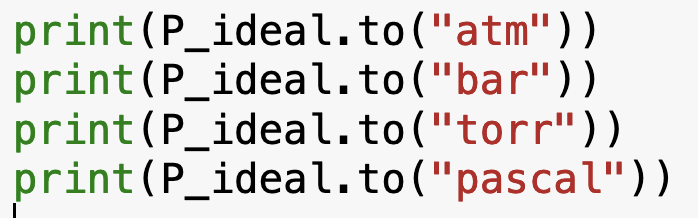 print(P_ideal.to("atm"))
print(P_ideal.to("bar"))
print(P_ideal.to("torr"))
print(P_ideal.to("pascal"))